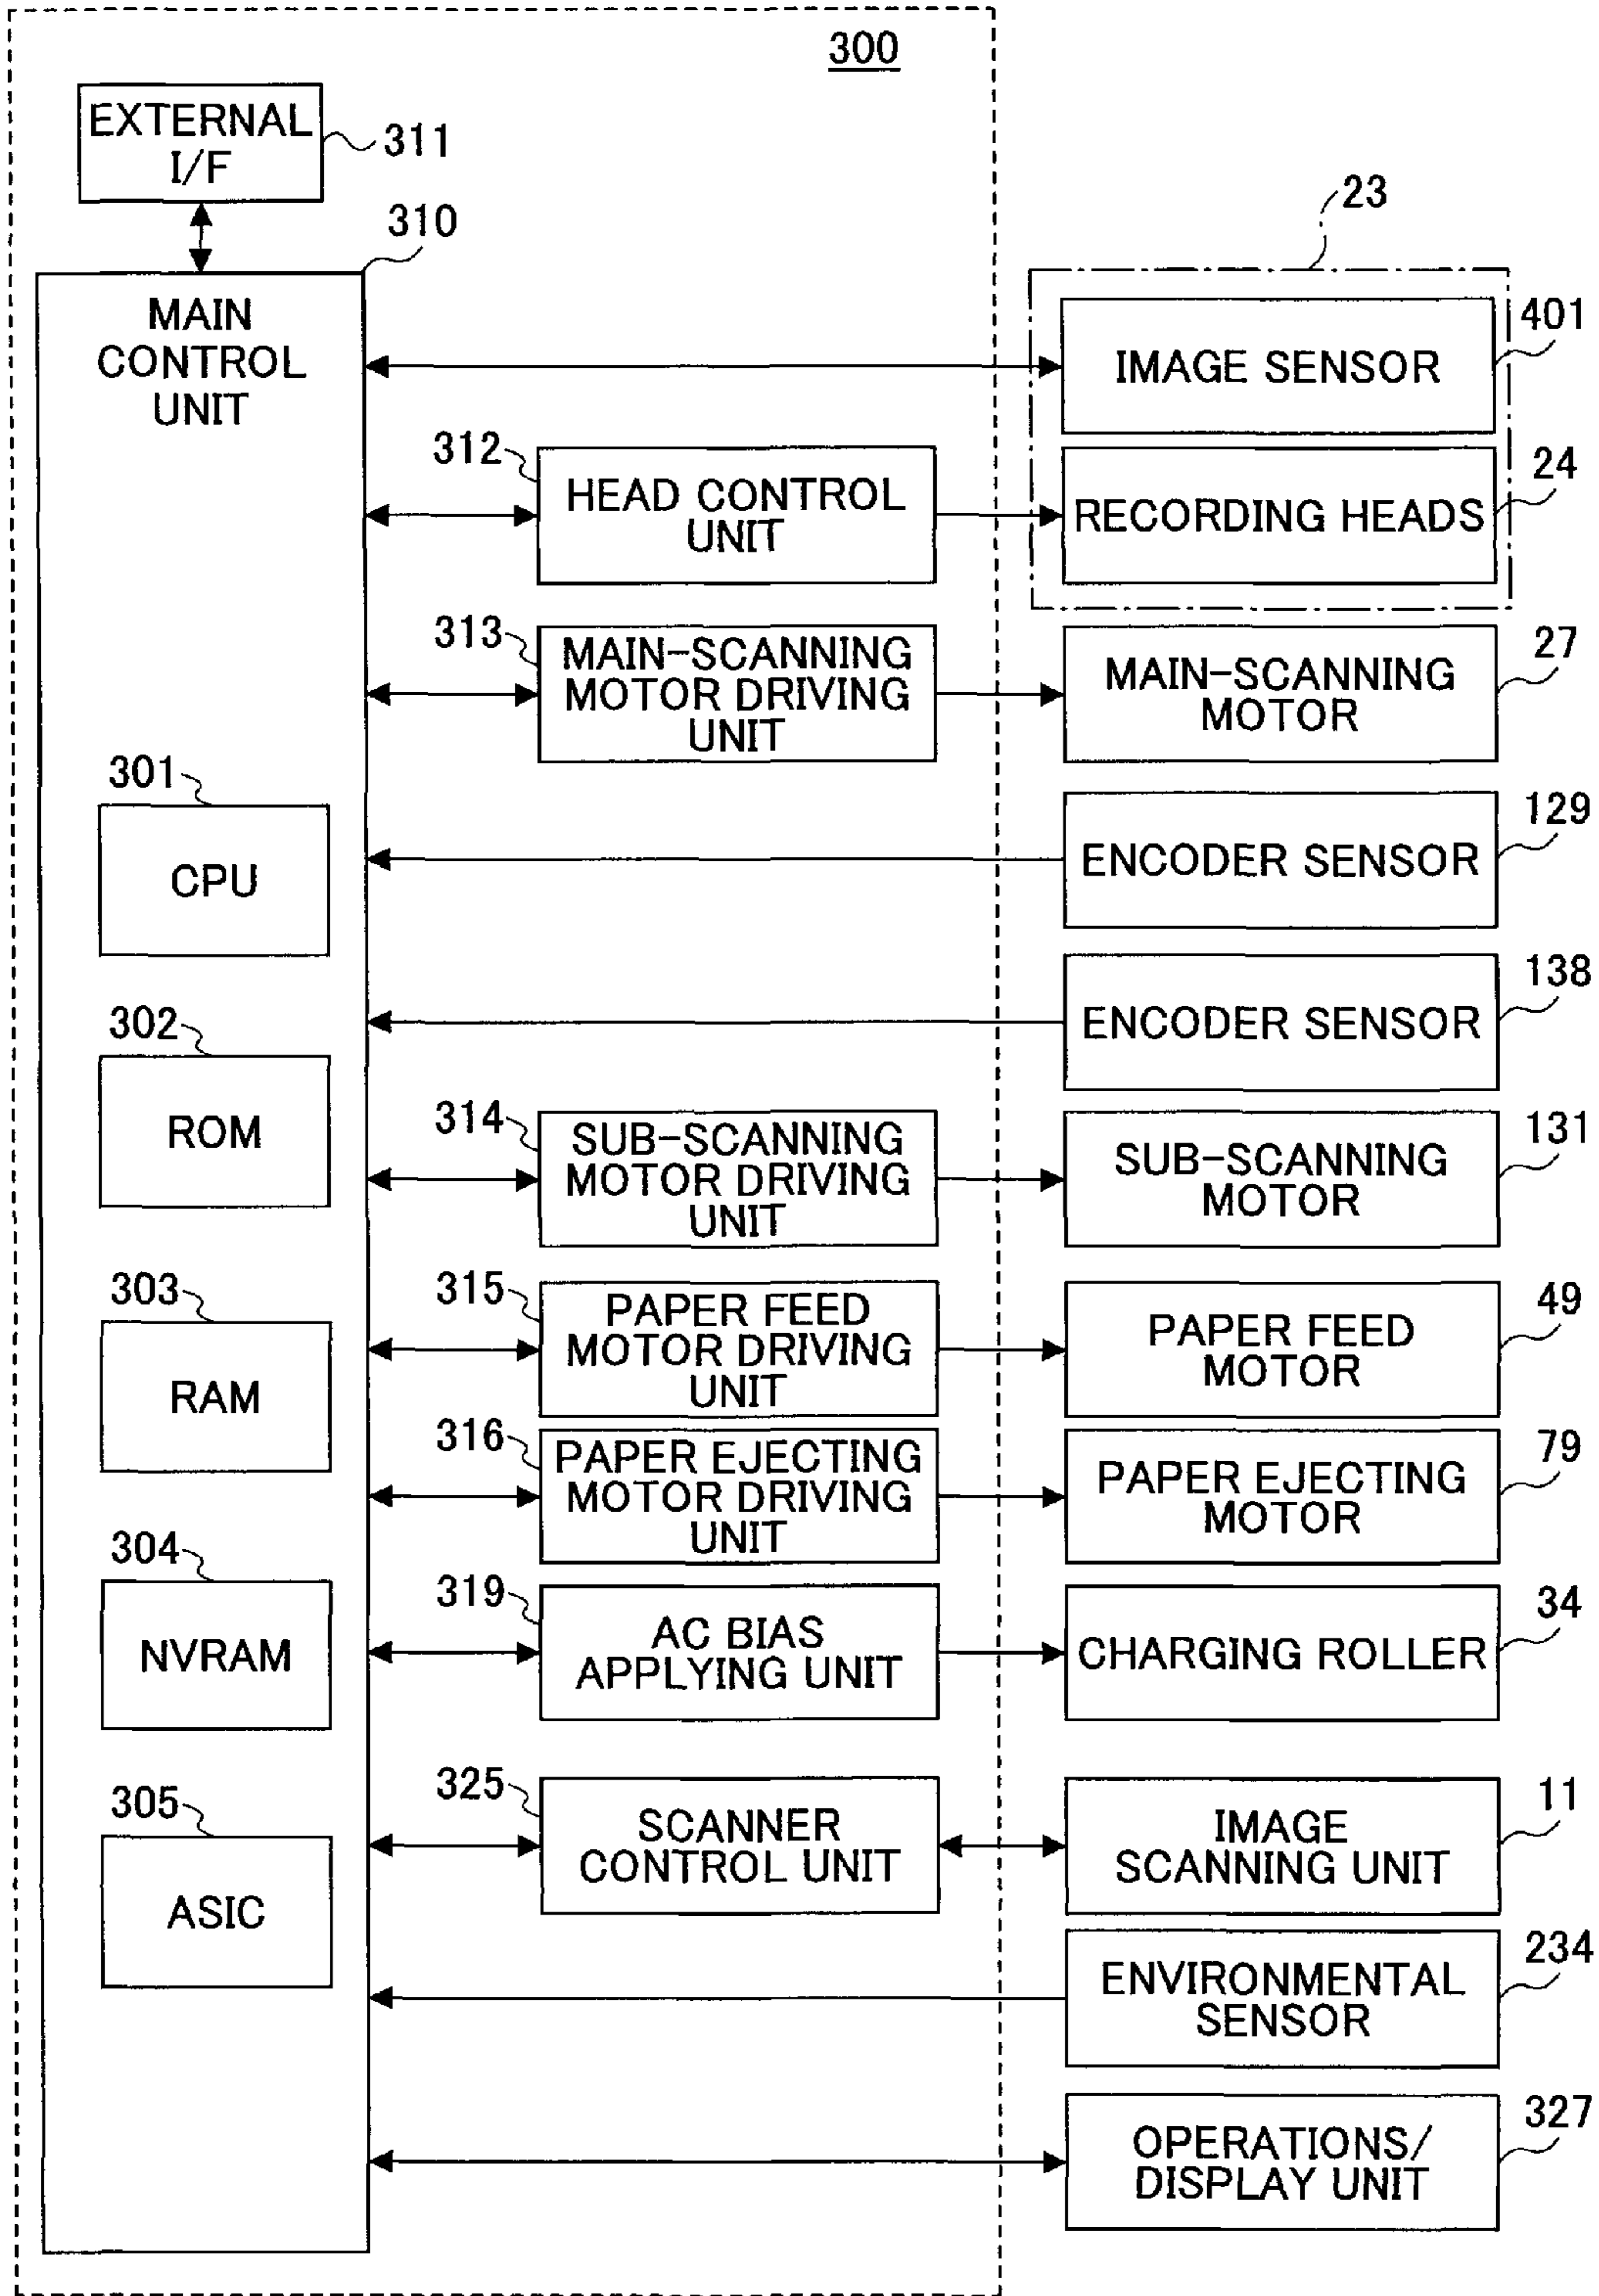 300
EXTERNAL
I/F
311
310
MAIN
CONTROL
UNIT
23
IMAGE SENSOR
401
312
HEAD CONTROL
UNIT
RECORDING HEADS
24
313
MAIN-SCANNING
MOTOR DRIVING
UNIT
MAIN-SCANNING
MOTOR
27
301
CPU
ENCODER SENSOR
129
ENCODER SENSOR
138
302
ROM
314
SUB-SCANNING
MOTOR DRIVING
UNIT
SUB-SCANNING
MOTOR
131
303
RAM
315
PAPER FEED
MOTOR DRIVING
UNIT
PAPER FEED
MOTOR
49
316
PAPER EJECTING
MOTOR DRIVING
UNIT
PAPER EJECTING
MOTOR
79
304
NVRAM
319
AC BIAS
APPLYING UNIT
CHARGING ROLLER
34
305
ASIC
325
SCANNER
CONTROL UNIT
IMAGE
SCANNING UNIT
11
ENVIRONMENTAL
SENSOR
234
OPERATIONS/
DISPLAY UNIT
327